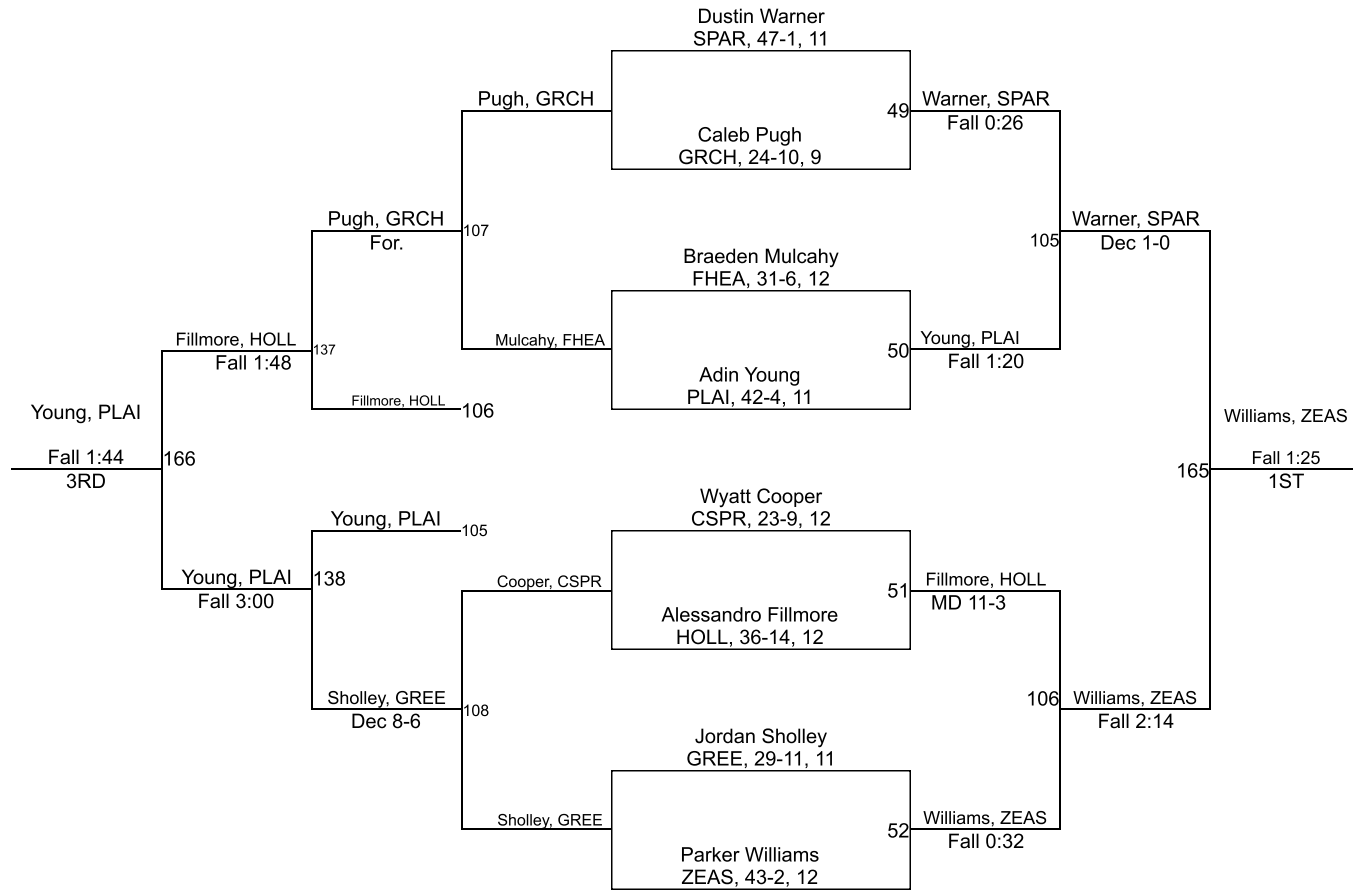 Dustin Warner
SPAR, 47-1, 11
Pugh, GRCH
49
Warner, SPAR
Fall 0:26
Caleb Pugh
GRCH, 24-10, 9
Pugh, GRCH
For.
107
105
Warner, SPAR
Dec 1-0
Braeden Mulcahy
FHEA, 31-6, 12
Fillmore, HOLL
Fall 1:48
137
Mulcahy, FHEA
50
Young, PLAI
Fall 1:20
Adin Young
PLAI, 42-4, 11
Fillmore, HOLL
106
Young, PLAI
Fall 1:44
3RD
166
Williams, ZEAS
165
Fall 1:25
1ST
Wyatt Cooper
CSPR, 23-9, 12
Young, PLAI
105
Young, PLAI
Fall 3:00
138
Cooper, CSPR
51
Fillmore, HOLL
MD 11-3
Alessandro Fillmore
HOLL, 36-14, 12
Sholley, GREE
Dec 8-6
108
106
Williams, ZEAS
Fall 2:14
Jordan Sholley
GREE, 29-11, 11
Sholley, GREE
52
Williams, ZEAS
Fall 0:32
Parker Williams
ZEAS, 43-2, 12